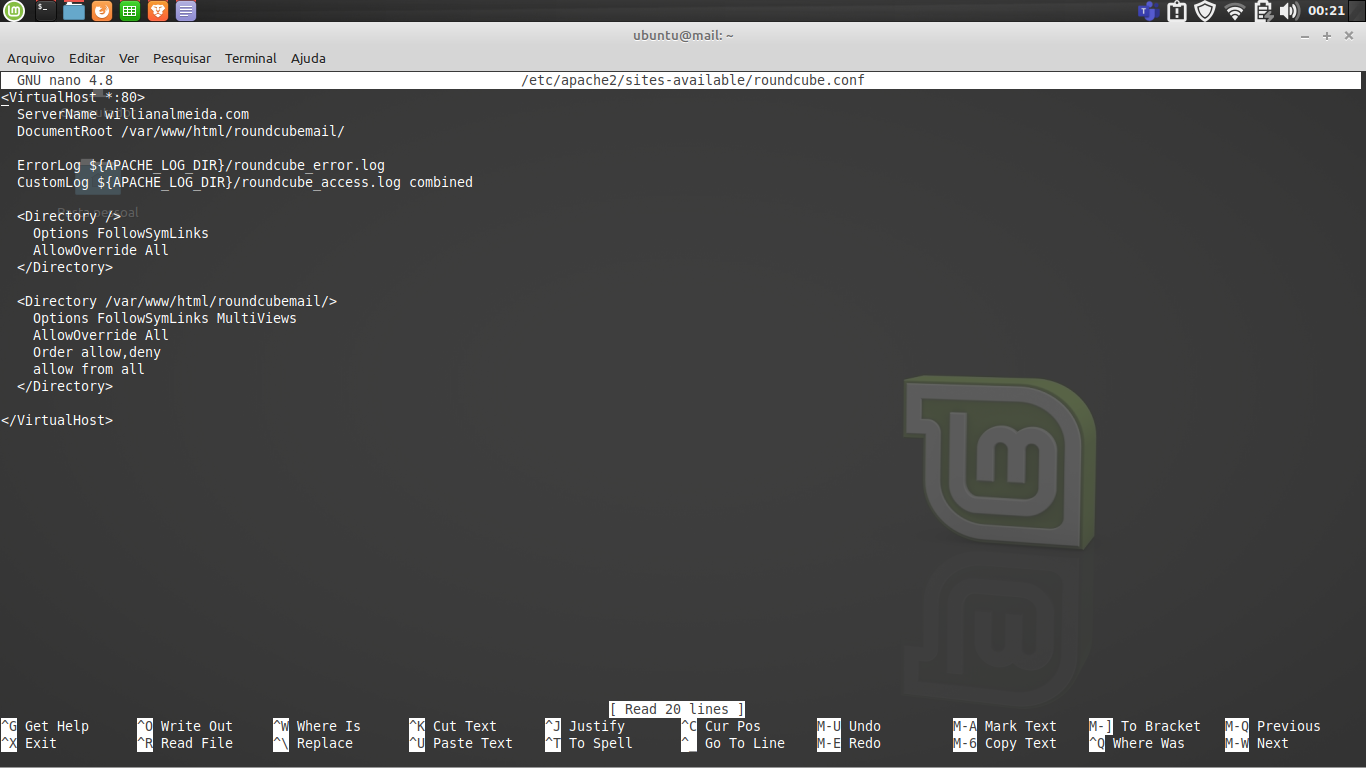 00:21
ubuntu@mail: ~
Arquivo Editar Ver Pesquisar Terminal Ajuda
GNU nano 4.8 /etc/apache2/sites-available/roundcube.conf
<VirtualHost *:80>
ServerName willianalmeida.com
DocumentRoot /var/www/html/roundcubemail/
ErrorLog ${APACHE_LOG_DIR}/roundcube_error.log
CustomLog ${APACHE_LOG_DIR}/roundcube_access.log combined
<Directory />
Options FollowSymLinks
AllowOverride All
</Directory>
<Directory /var/www/html/roundcubemail/>
Options FollowSymLinks MultiViews
AllowOverride All
Order allow,deny
allow from all
</Directory>
</VirtualHost>
[ Read 20 lines ]
^G Get Help ^O Write Out ^W Where Is ^K Cut Text ^J Justify ^C Cur Pos M-U Undo M-A Mark Text M-] To Bracket M-Q Previous
^X Exit ^R Read File ^\ Replace ^U Paste Text ^T To Spell ^_ Go To Line M-E Redo M-6 Copy Text ^Q Where Was M-W Next